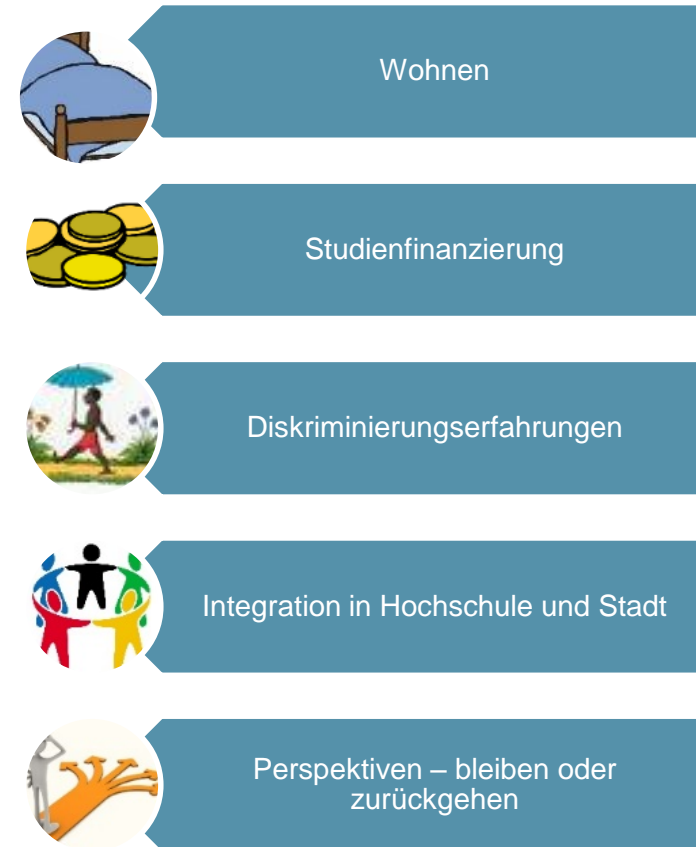 Wohnen
Studienfinanzierung
Diskriminierungserfahrungen
Integration in Hochschule und Stadt
Perspektiven – bleiben oder
zurückgehen